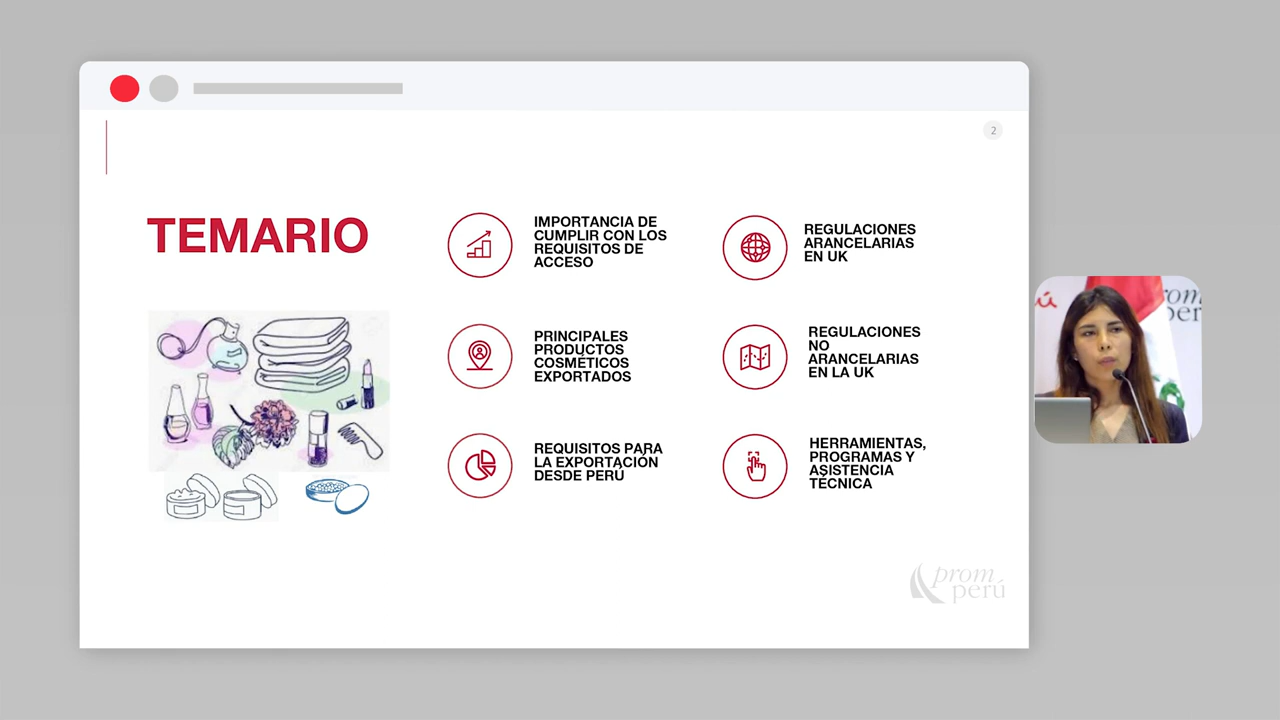 2
TEMARIO
IMPORTANCIA DE
CUMPLIR CON LOS
REQUISITOS DE
ACCESO
PRINCIPALES
PRODUCTOS
COSMÉTICOS
EXPORTADOS
REQUISITOS PARA
LA EXPORTACIÓN
DESDE PERÚ
REGULACIONES
ARANCELARIAS
EN UK
REGULACIONES
NO
ARANCELARIAS
EN LA UK
HERRAMIENTAS,
PROGRAMAS Y
ASISTENCIA
TÉCNICA
prom
perú